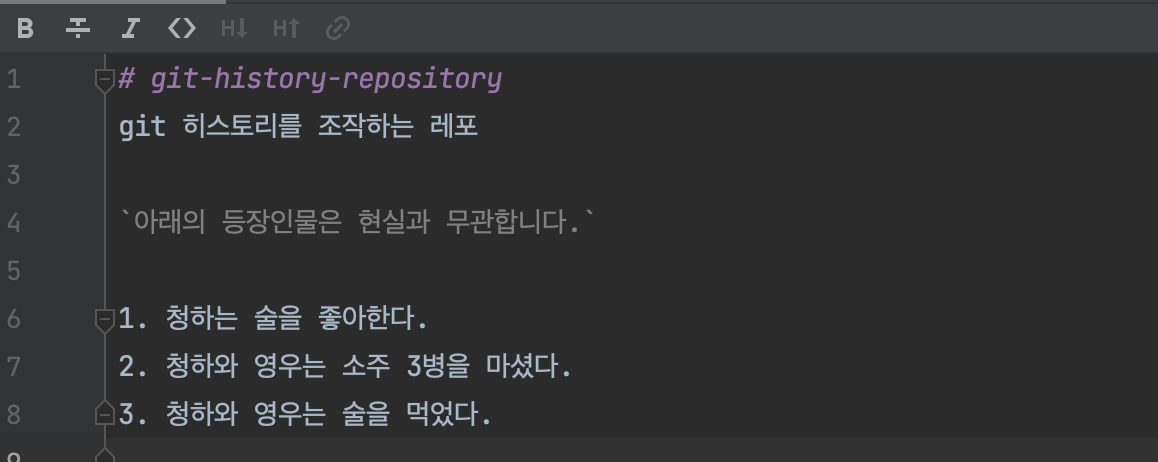 B I <> H↓ H↑
1 # git-history-repository
2 git 히스토리를 조작하는 레포
3
4 `아래의 등장인물은 현실과 무관합니다.`
5
6 1. 청하는 술을 좋아한다.
7 2. 청하와 영우는 소주 3병을 마셨다.
8 3. 청하와 영우는 술을 먹었다.
9